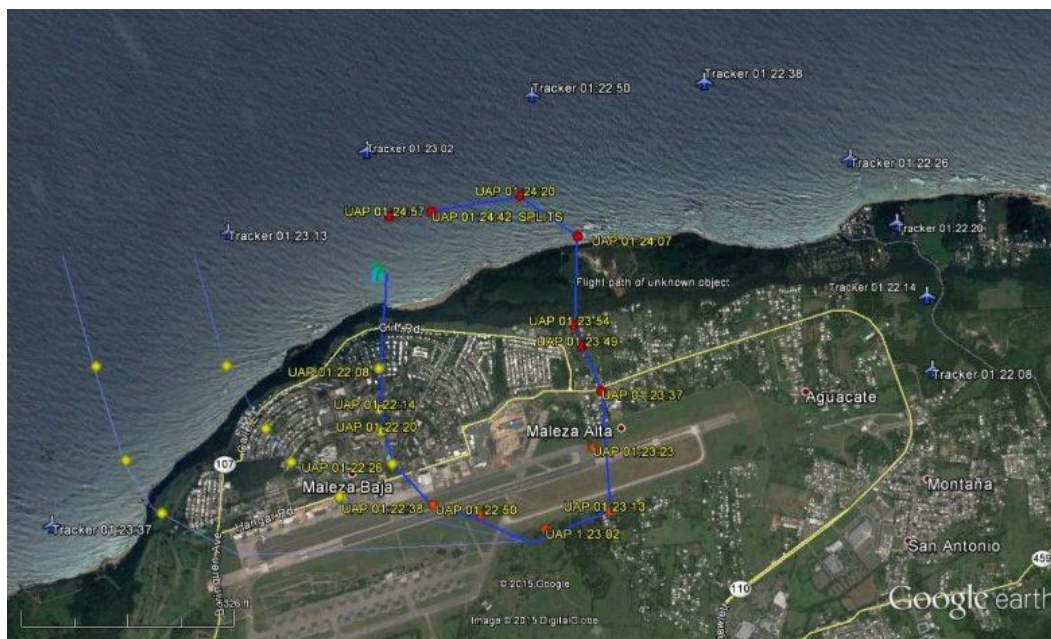 Tracker 01:22:38
Tracker 01:22:50
Tracker 01:23:02
Tracker 01:22:26
UAP 01:24:20
UAP 01:24:57
UAP 01:24:42 SPLITS
Tracker 01:22:20
Tracker 01:23:13
UAP 01:24:07
Flight path of unknown object
Tracker 01:22:14
UAP 01:23:54
Cliff Rd
UAP 01:23:49
UAP 01:22:08
Tracker 01:22:08
UAP 01:23:37
Aguacate
UAP 01:22:14
Cliff Rd
UAP 01:22:20
Maleza Alta
UAP 01:23:23
107
UAP 01:22:26
Maleza Baja
Montaña
UAP 01:22:38
UAP 01:22:50
UAP 01:23:13
Hangar Rd
Tracker 01:23:37
UAP 1:23:02
San Antonio
459
Borinquen Ave
© 2015 Google
110
Google earth
Image © 2015 DigitalGlobe